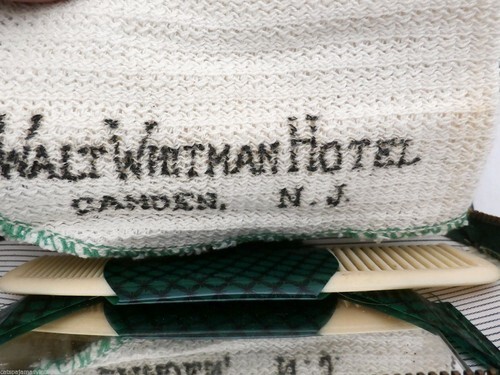 WALT WHITMAN HOTEL
CAMDEN, N.J.